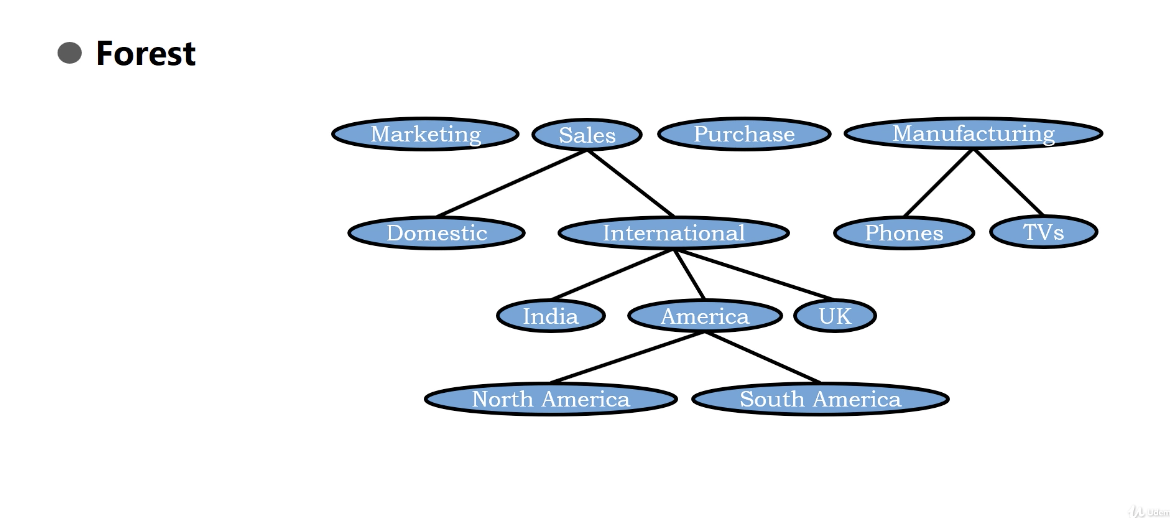 Forest
Marketing Sales Purchase Manufacturing
Domestic International Phones TVs
India America UK
North America South America